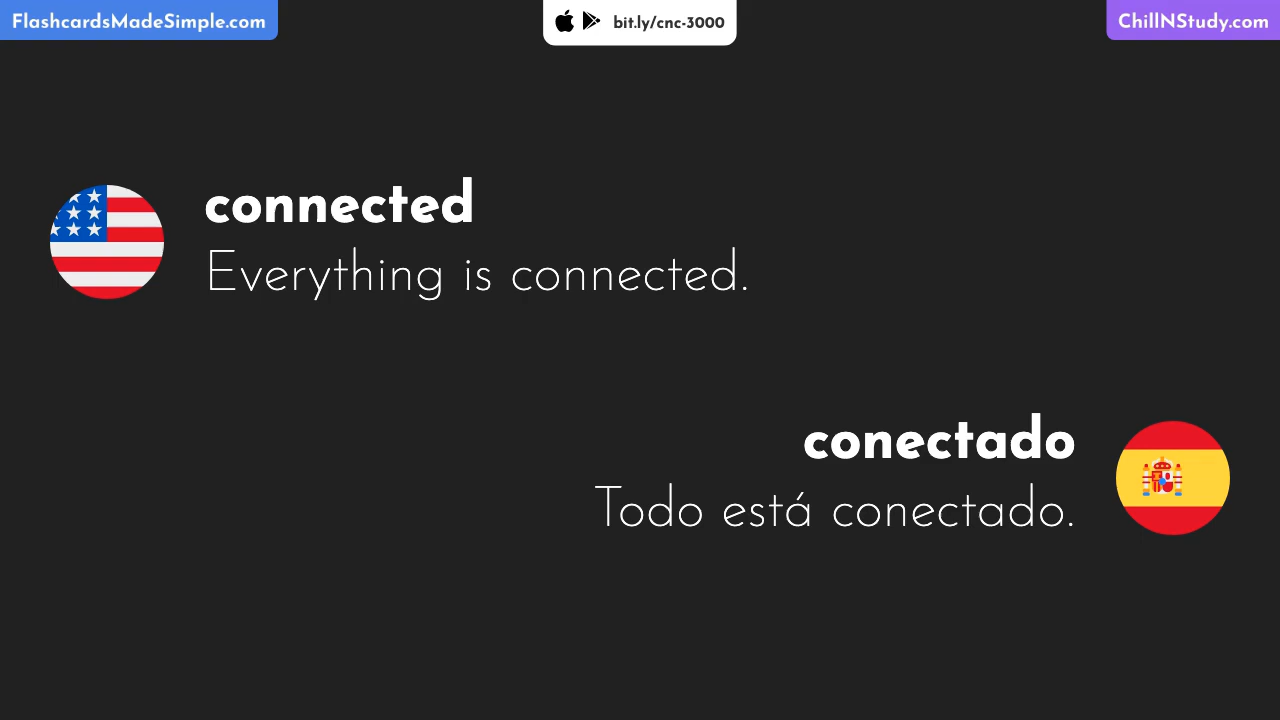 FlashcardsMadeSimple.com
bit.ly/cnc-3000
ChillNStudy.com
connected
Everything is connected.
conectado
Todo está conectado.